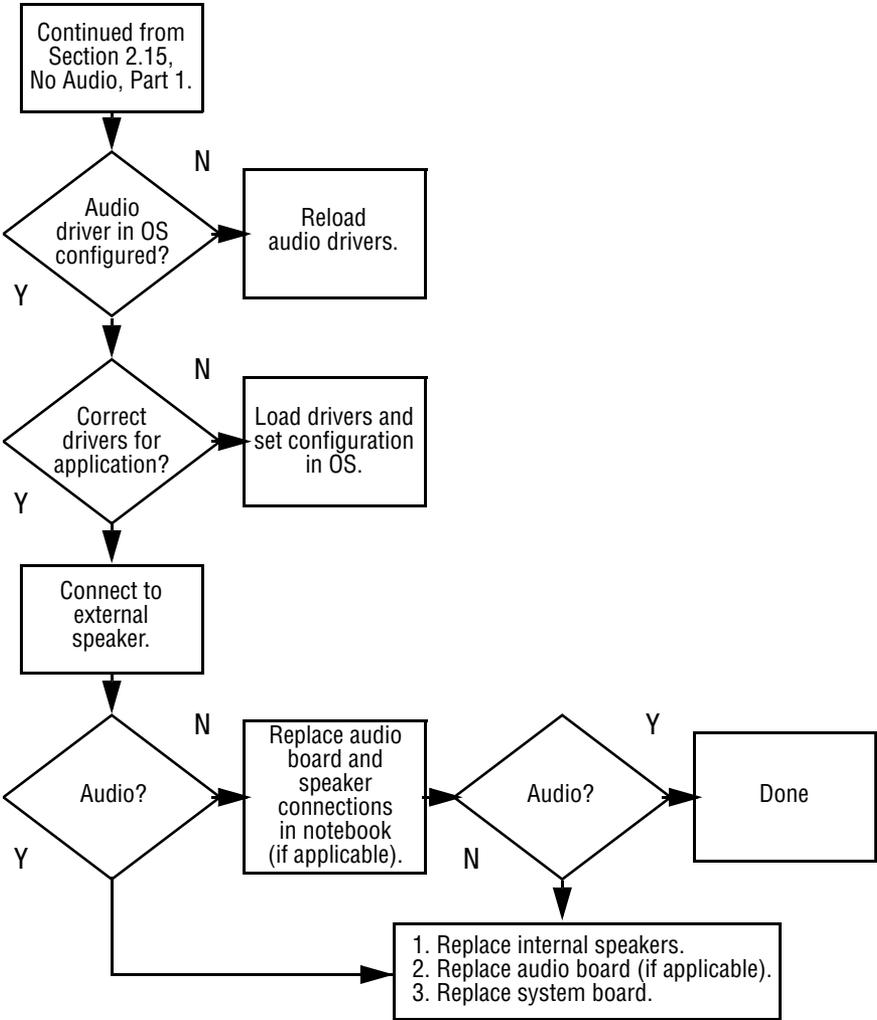 Continued from
Section 2.15,
No Audio, Part 1.
N
Audio
driver in OS
configured?
Reload
audio drivers.
Y
N
Correct
drivers for
application?
Load drivers and
set configuration
in OS.
Y
Connect to
external
speaker.
N
Audio?
Y
Replace audio
board and
speaker
connections
in notebook
(if applicable).
Audio?
Y
Done
N
1. Replace internal speakers.
2. Replace audio board (if applicable).
3. Replace system board.